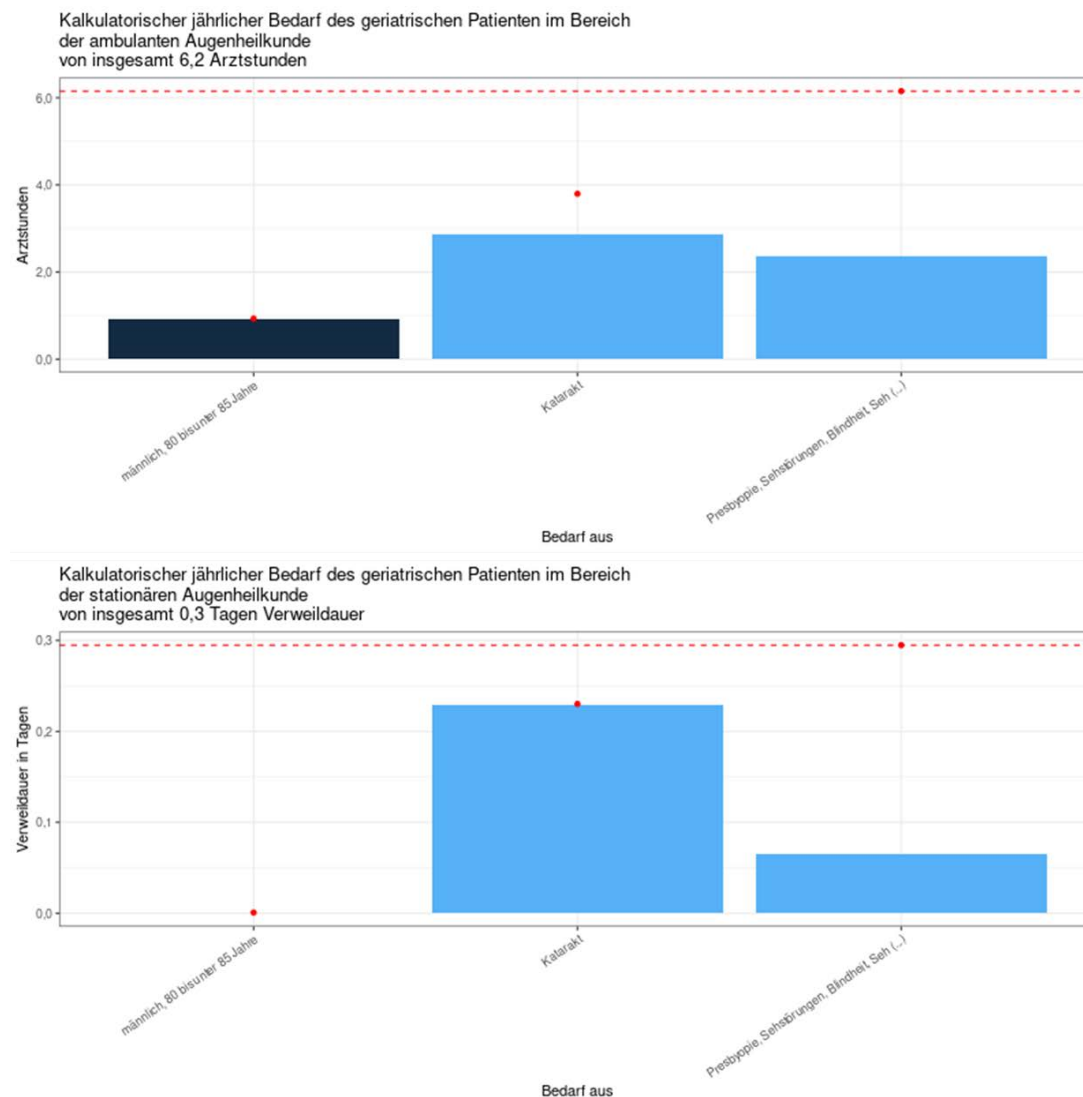 Kalkulatorischer jährlicher Bedarf des geriatrischen Patienten im Bereich
der ambulanten Augenheilkunde
von insgesamt 6,2 Arztstunden
6,0
4,0
2,0
0,0
Arztstunden
männlich, 80 bis unter 85 Jahre
Katarakt
Presbyopie, Sehstörungen, Blindheit, Seh (...)
Bedarf aus
Kalkulatorischer jährlicher Bedarf des geriatrischen Patienten im Bereich
der stationären Augenheilkunde
von insgesamt 0,3 Tagen Verweildauer
0,3
0,2
0,1
0,0
Verweildauer in Tagen
männlich, 80 bis unter 85 Jahre
Katarakt
Presbyopie, Sehstörungen, Blindheit, Seh (...)
Bedarf aus